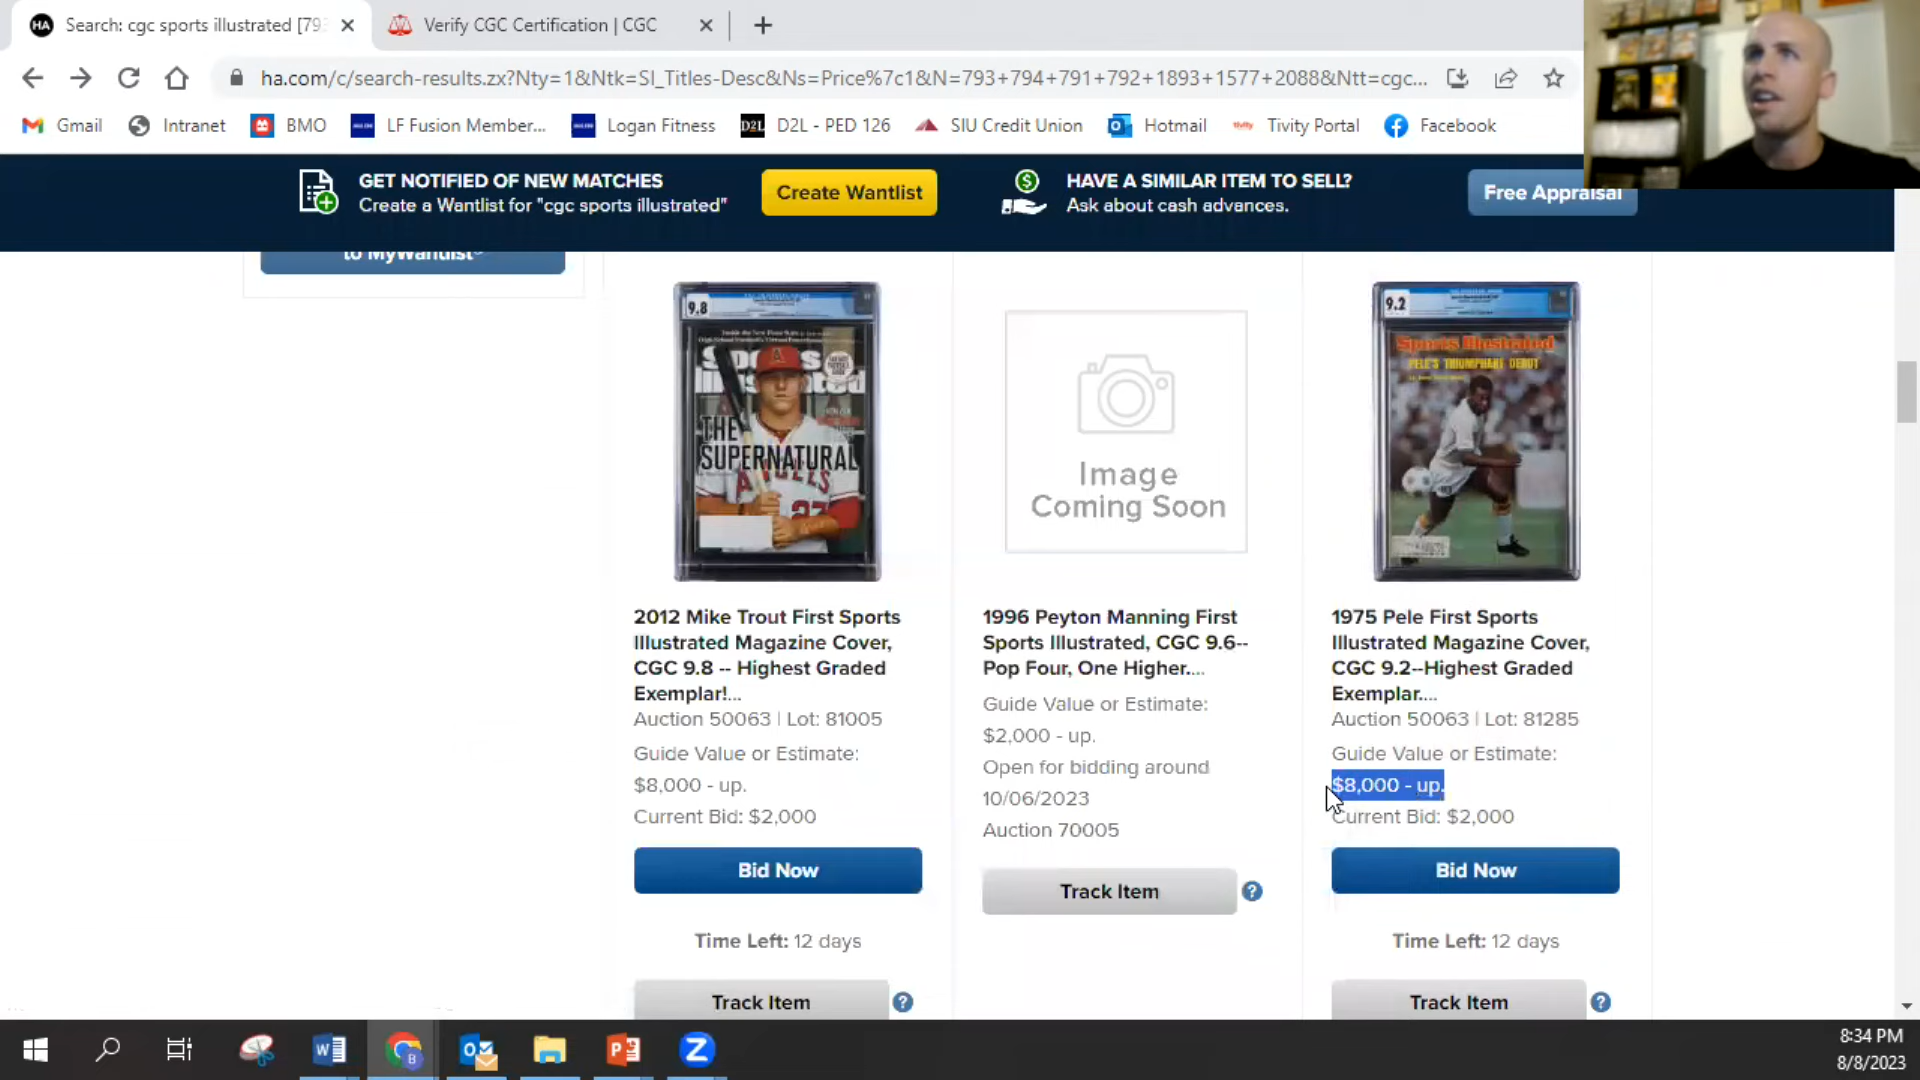 Search: cgc sports illustrated [793
Verify CGC Certification | CGC
ha.com/c/search-results.zx?Nty=1&Ntk=SI_Titles-Desc&Ns=Price%7c1&N=793+794+791+792+1893+1577+2088&Ntt=cgc...
Gmail
Intranet
BMO
LF Fusion Member...
Logan Fitness
D2L - PED 126
SIU Credit Union
Hotmail
Tivity Portal
Facebook
GET NOTIFIED OF NEW MATCHES
Create a Wantlist for "cgc sports illustrated"
Create Wantlist
HAVE A SIMILAR ITEM TO SELL?
Ask about cash advances.
Free Appraisal
to MyWantlist
9.8
Sports Illustrated
THE
SUPERNATURAL
ANGELS
27
Image
Coming Soon
9.2
Sports Illustrated
PELE'S TRIUMPHANT DEBUT
2012 Mike Trout First Sports
Illustrated Magazine Cover,
CGC 9.8 -- Highest Graded
Exemplar!...
Auction 50063 | Lot: 81005
Guide Value or Estimate:
$8,000 - up.
Current Bid: $2,000
Bid Now
Time Left: 12 days
Track Item
1996 Peyton Manning First
Sports Illustrated, CGC 9.6--
Pop Four, One Higher....
Guide Value or Estimate:
$2,000 - up.
Open for bidding around
10/06/2023
Auction 70005
Track Item
1975 Pele First Sports
Illustrated Magazine Cover,
CGC 9.2--Highest Graded
Exemplar....
Auction 50063 | Lot: 81285
Guide Value or Estimate:
$8,000 - up.
Current Bid: $2,000
Bid Now
Time Left: 12 days
Track Item
8:34 PM
8/8/2023